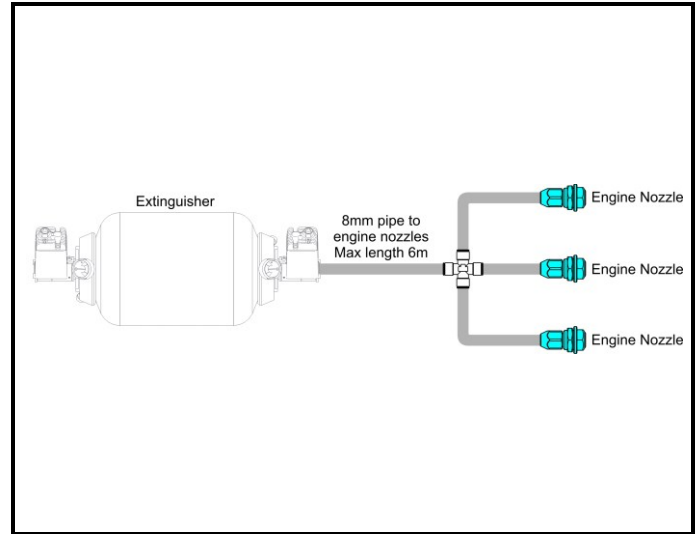 Extinguisher
8mm pipe to
engine nozzles
Max length 6m
Engine Nozzle
Engine Nozzle
Engine Nozzle